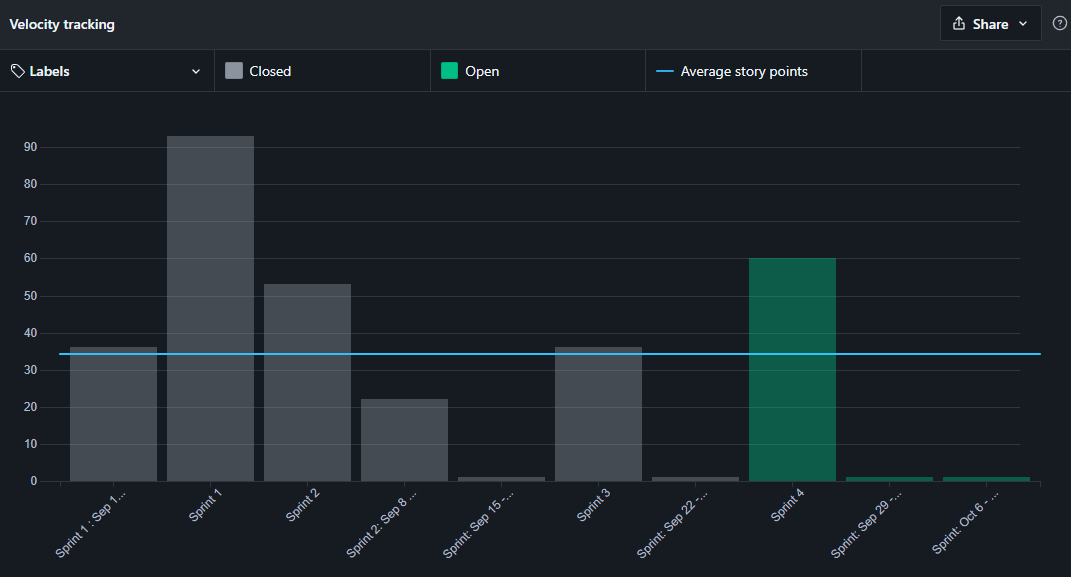 Velocity tracking
Share
Labels
Closed
Open
Average story points
90
80
70
60
50
40
30
20
10
0
Sprint 1 : Sep 1...
Sprint 1
Sprint 2
Sprint 2: Sep 8 ...
Sprint: Sep 15 -...
Sprint 3
Sprint: Sep 22 -...
Sprint 4
Sprint: Sep 29 -...
Sprint: Oct 6 - ...